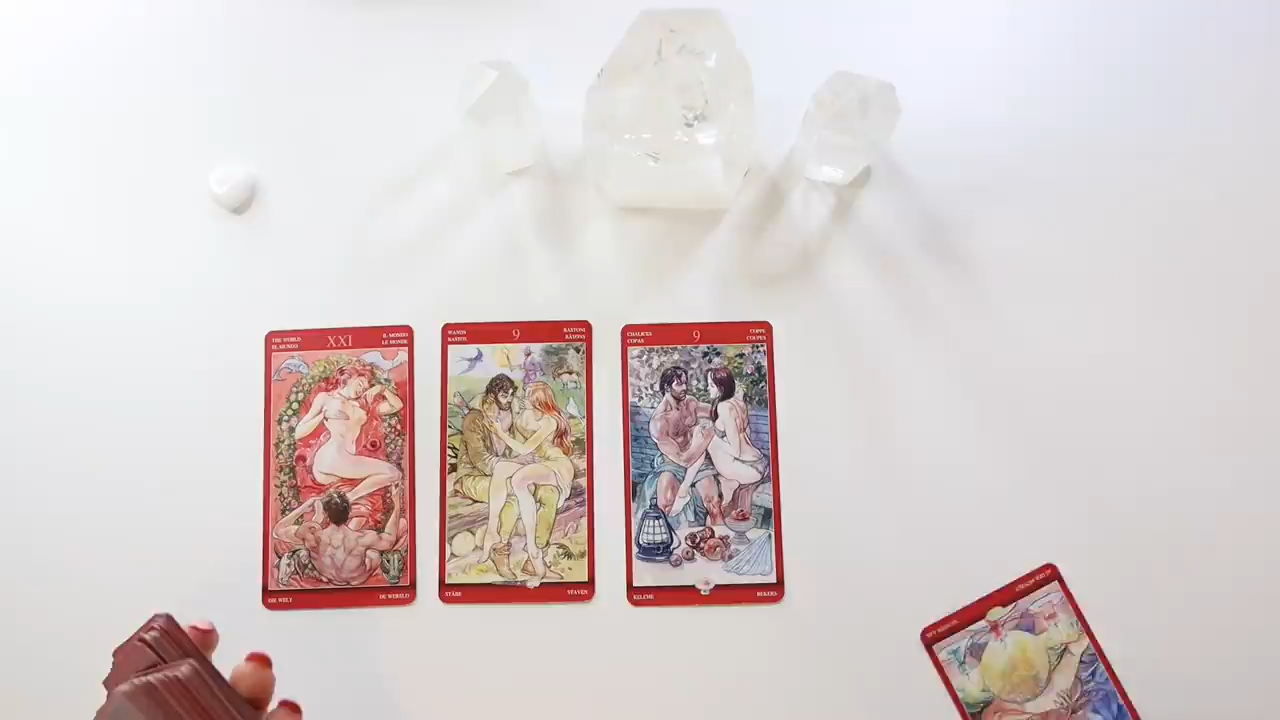 THE WORLD
EL MUNDO
XXI
IL MONDO
LE MONDE
DIE WELT
DE WERELD
WANDS
BASTOS
9
BASTONI
BÂTONS
STÄBE
STAVEN
CHALICES
COPAS
9
COPPE
COUPES
KELCHE
BEKERS